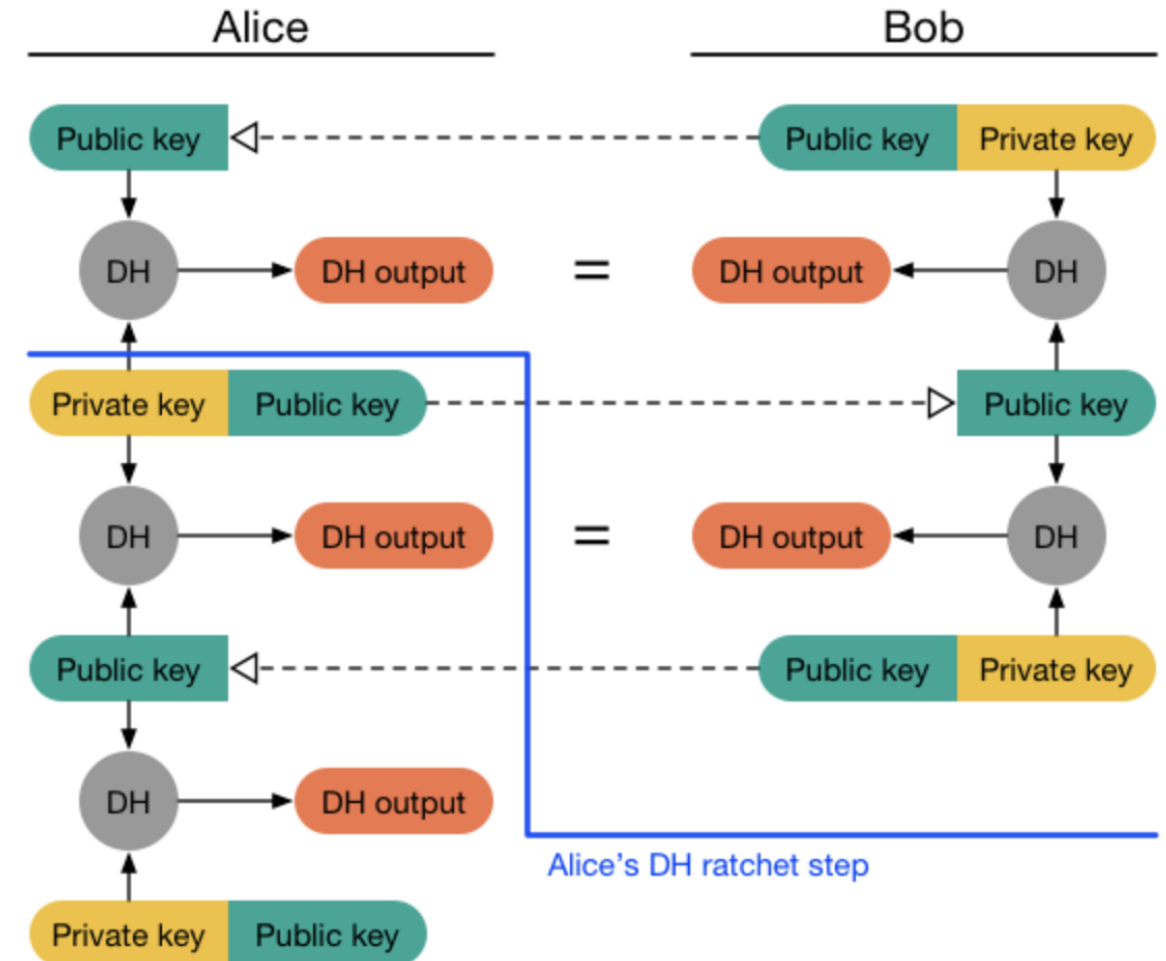 Alice Bob
Public key Public key Private key
DH DH output = DH output DH
Private key Public key Public key
DH DH output = DH output DH
Public key Public key Private key
DH DH output
Alice's DH ratchet step
Private key Public key